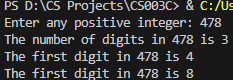 PS D:\CS Projects\CS003C> & C:/Us
Enter any positive integer: 478
The number of digits in 478 is 3
The first digit in 478 is 4
The first digit in 478 is 8